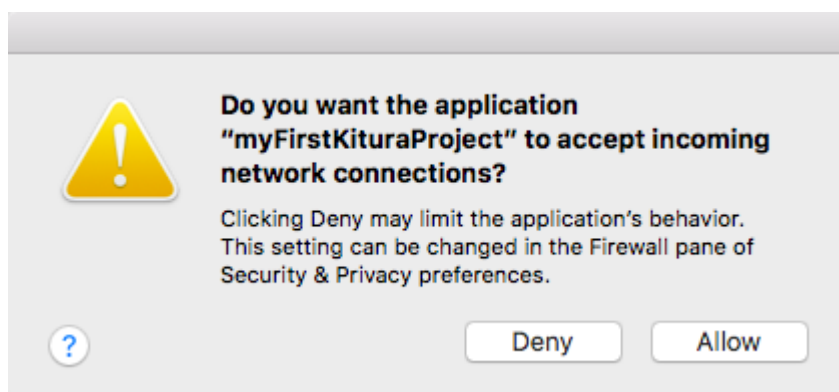 Do you want the application
“myFirstKituraProject” to accept incoming
network connections?
Clicking Deny may limit the application’s behavior.
This setting can be changed in the Firewall pane of
Security & Privacy preferences.
?
Deny
Allow